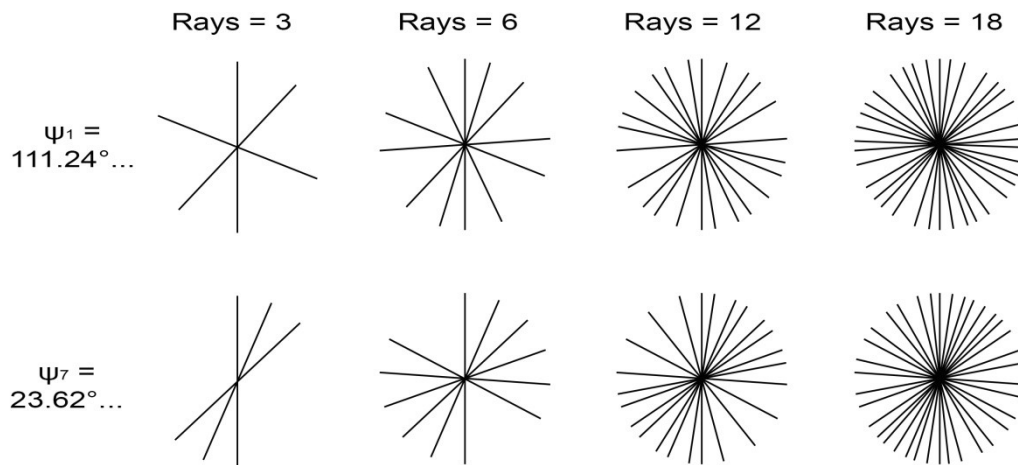 Rays = 3 Rays = 6 Rays = 12 Rays = 18
ψ₁ =
111.24°...
ψ₇ =
23.62°...